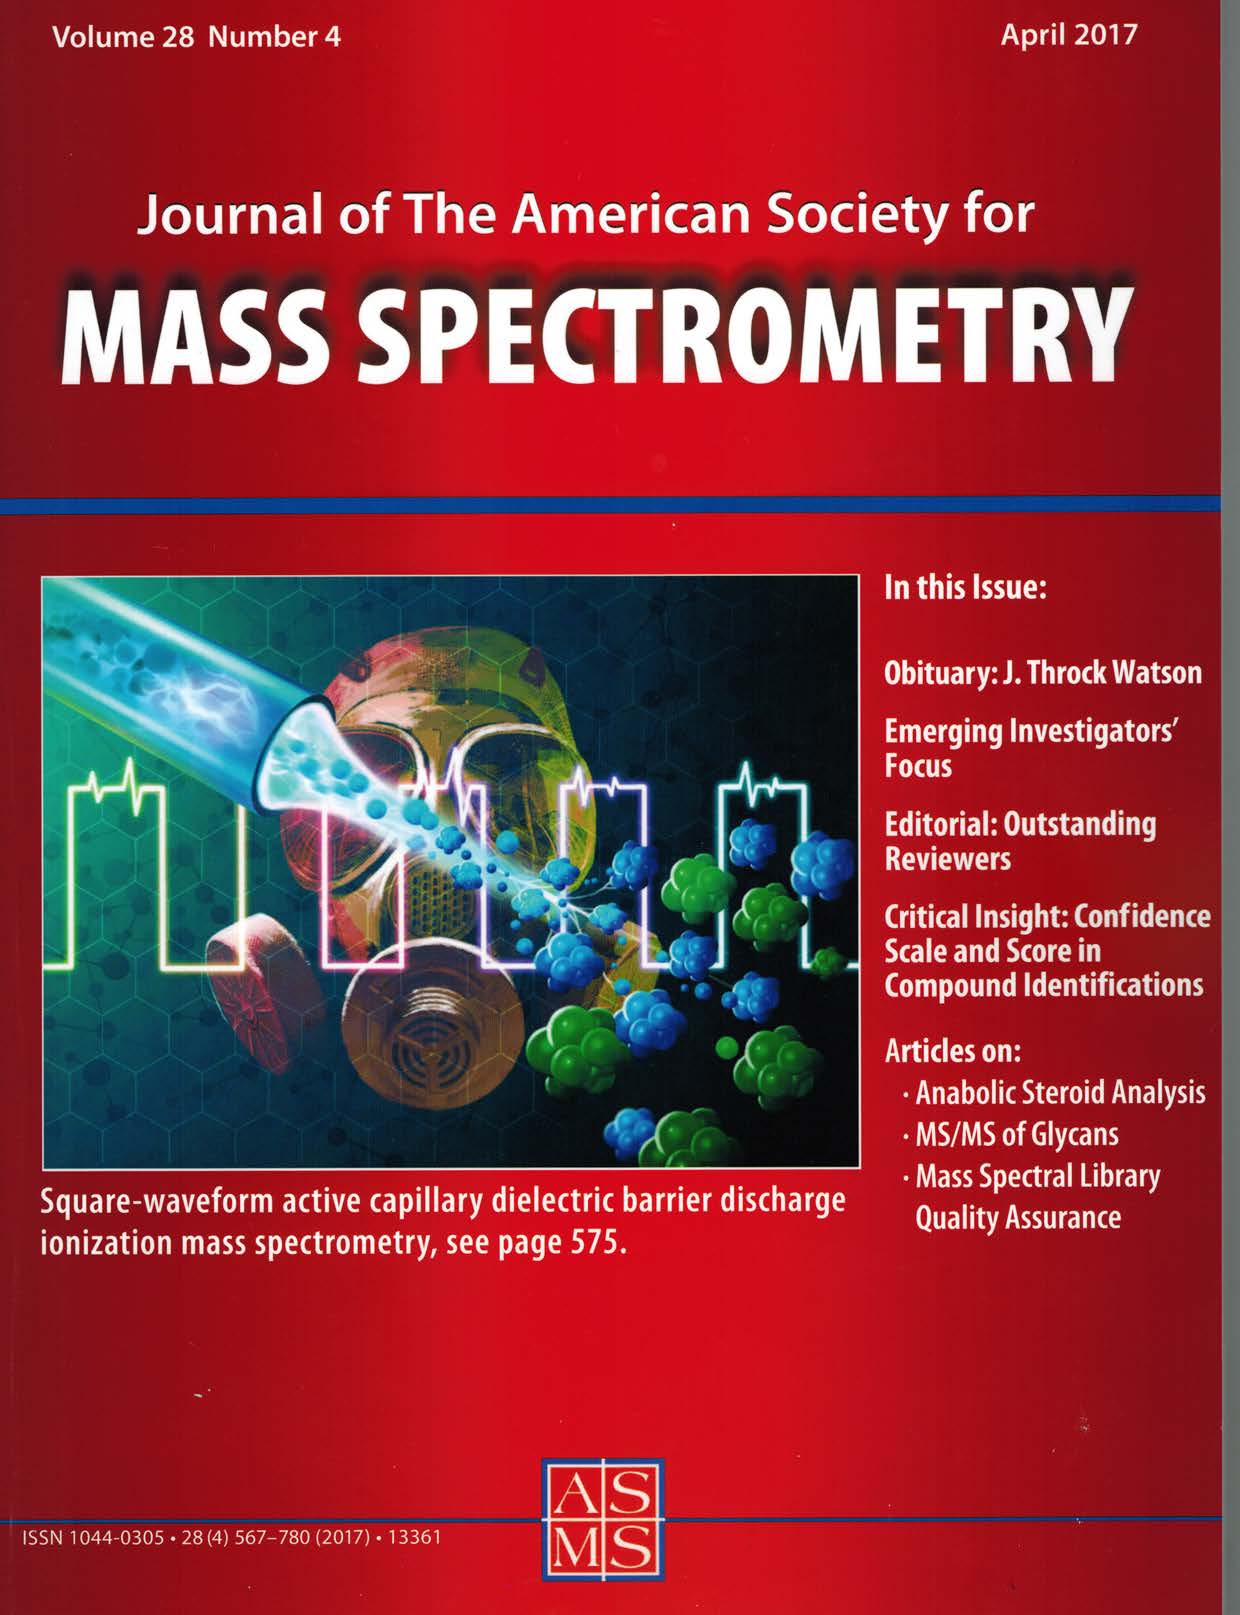 Volume 28 Number 4
April 2017
Journal of The American Society for
MASS SPECTROMETRY
In this Issue:
Obituary: J. Throck Watson
Emerging Investigators’
Focus
Editorial: Outstanding
Reviewers
Critical Insight: Confidence
Scale and Score in
Compound Identifications
Articles on:
· Anabolic Steroid Analysis
· MS/MS of Glycans
· Mass Spectral Library
Quality Assurance
Square-waveform active capillary dielectric barrier discharge
ionization mass spectrometry, see page 575.
AS
MS
ISSN 1044-0305 • 28 (4) 567–780 (2017) • 13361